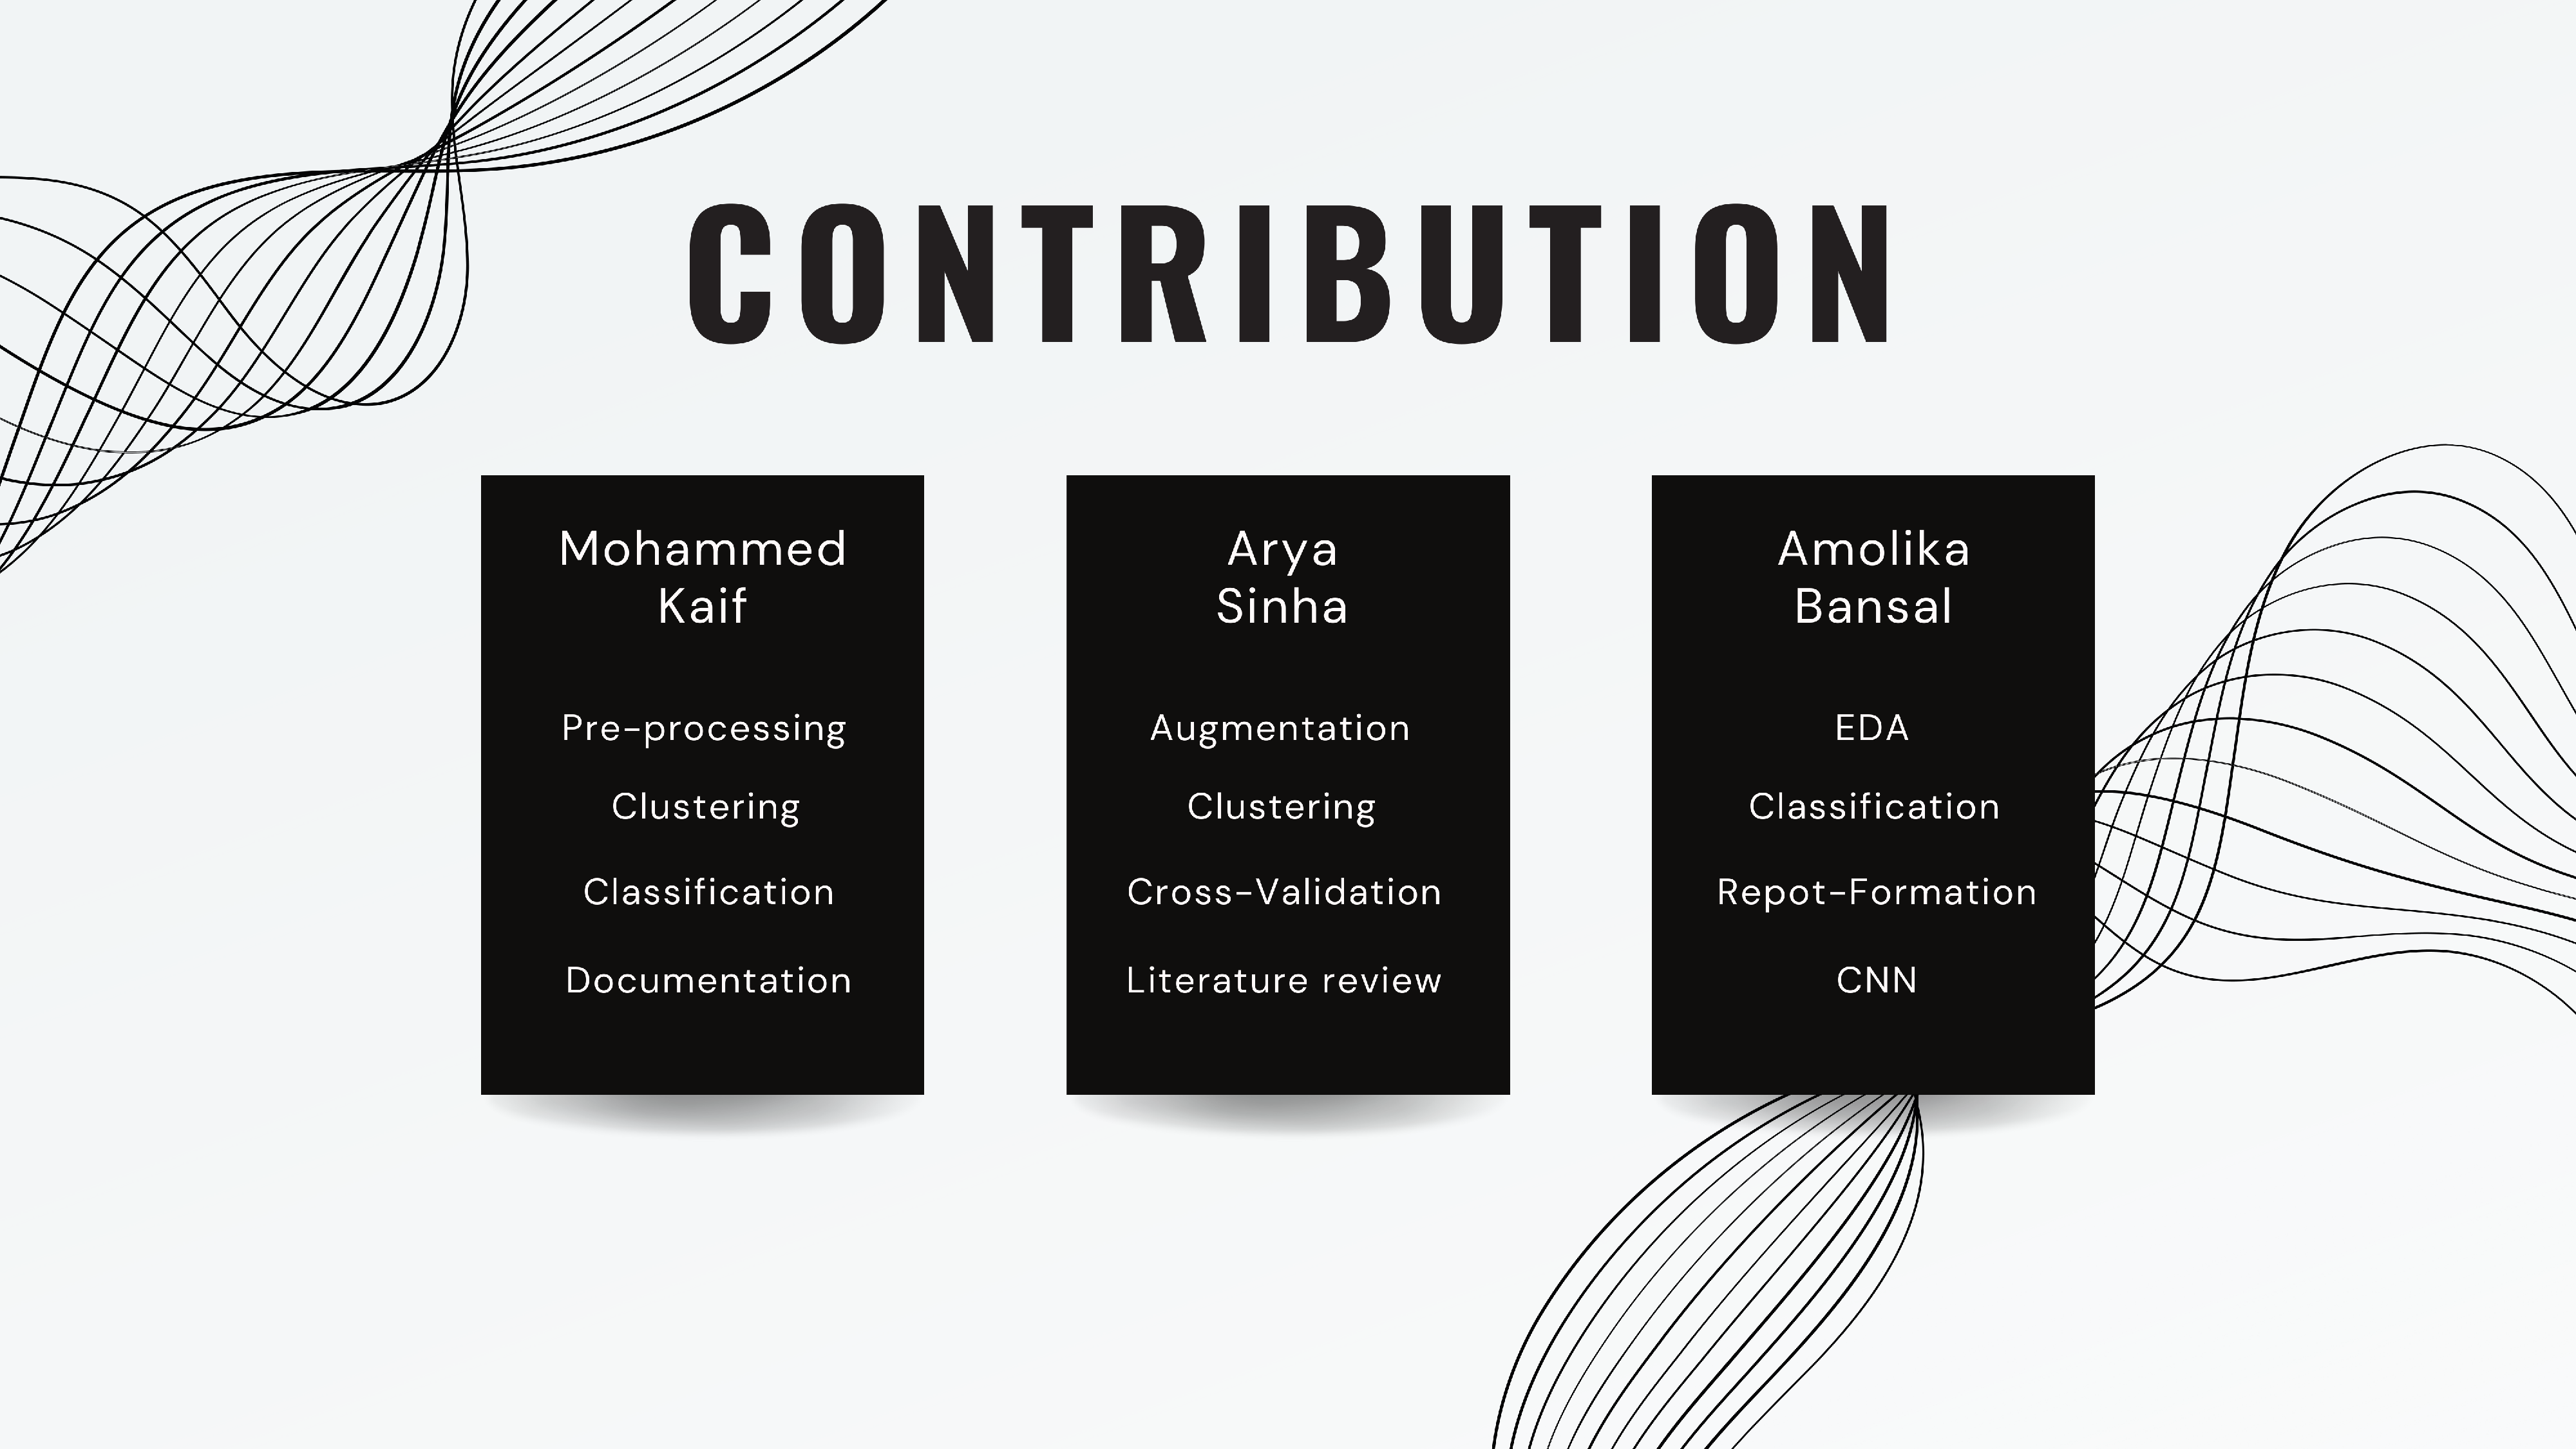 CONTRIBUTION
Mohammed
Kaif
Pre-processing
Clustering
Classification
Documentation
Arya
Sinha
Augmentation
Clustering
Cross-Validation
Literature review
Amolika
Bansal
EDA
Classification
Repot-Formation
CNN